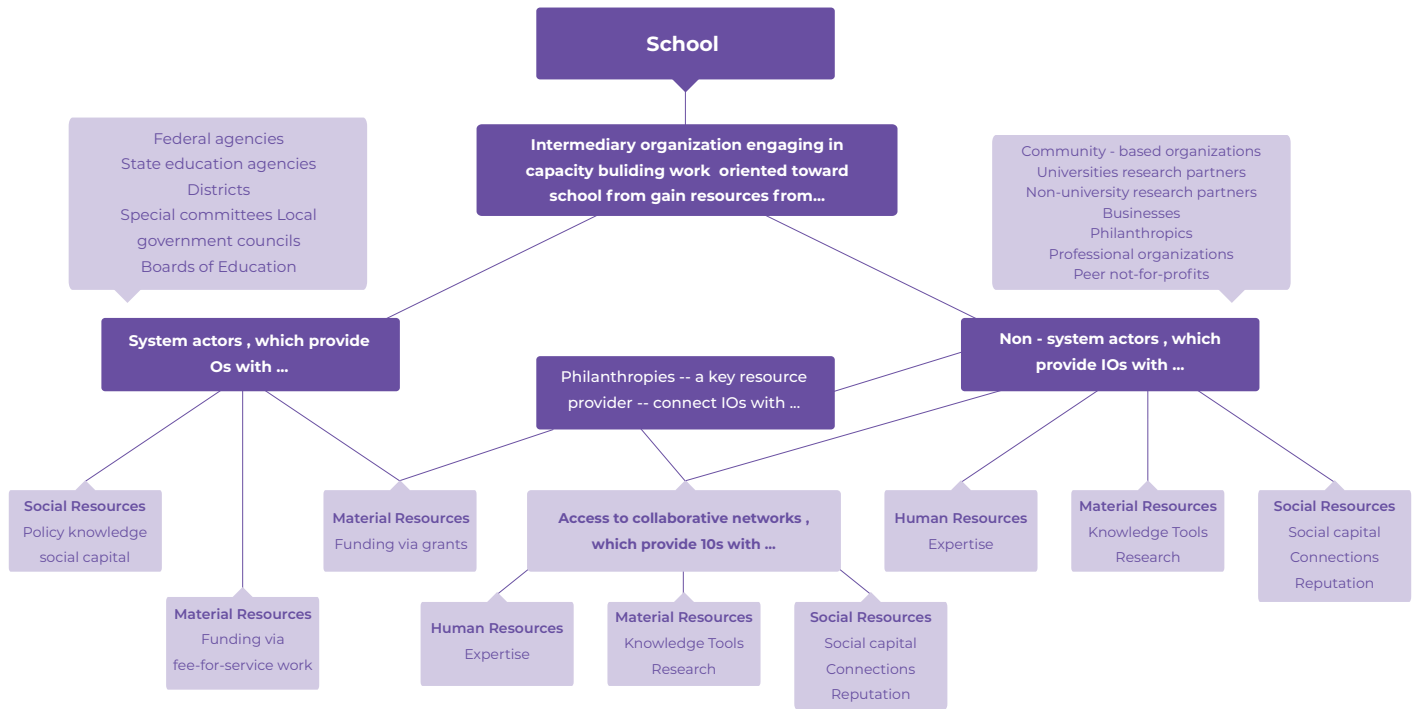 School
Intermediary organization engaging in
capacity buliding work oriented toward
school from gain resources from...
Federal agencies
State education agencies
Districts
Special committees Local
government councils
Boards of Education
Community - based organizations
Universities research partners
Non-university research partners
Businesses
Philanthropics
Professional organizations
Peer not-for-profits
System actors , which provide
Os with ...
Philanthropies -- a key resource
provider -- connect IOs with ...
Non - system actors , which
provide IOs with ...
Social Resources
Policy knowledge
social capital
Material Resources
Funding via
fee-for-service work
Material Resources
Funding via grants
Access to collaborative networks ,
which provide 10s with ...
Human Resources
Expertise
Material Resources
Knowledge Tools
Research
Social Resources
Social capital
Connections
Reputation
Human Resources
Expertise
Material Resources
Knowledge Tools
Research
Social Resources
Social capital
Connections
Reputation